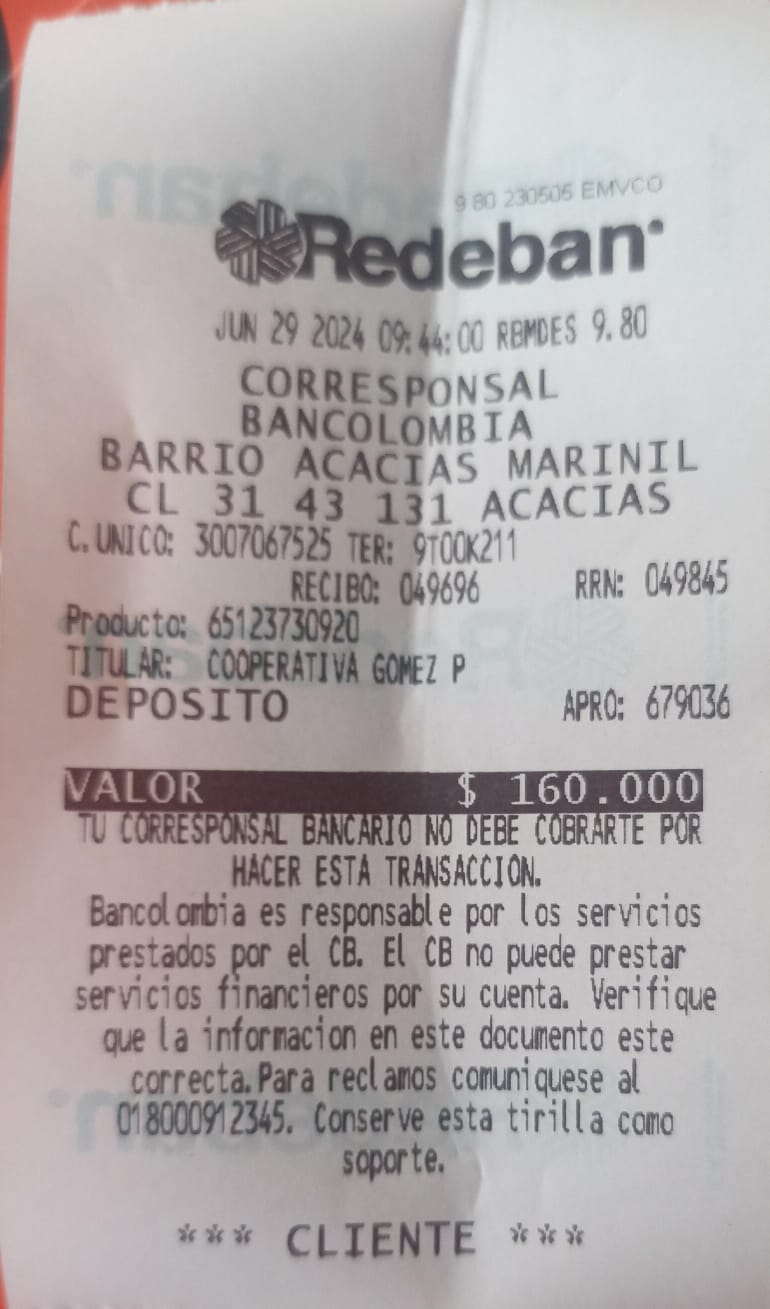 9 80 230505 EMVCO
Redeban
JUN 29 2024 09:44:00 RBMDES 9.80
CORRESPONSAL
BANCOLOMBIA
BARRIO ACACIAS MARINIL
CL 31 43 131 ACACIAS
C. UNICO: 3007067525 TER: 9T00K211
RECIBO: 049696 RRN: 049845
Producto: 65123730920
TITULAR: COOPERATIVA GOMEZ P
DEPOSITO APRO: 679036
VALOR $ 160.000
TU CORRESPONSAL BANCARIO NO DEBE COBRARTE POR
HACER ESTA TRANSACCION.
Bancolombia es responsable por los servicios
prestados por el CB. El CB no puede prestar
servicios financieros por su cuenta. Verifique
que la informacion en este documento este
correcta. Para reclamos comuniquese al
018000912345. Conserve esta tirilla como
soporte.
*** CLIENTE ***